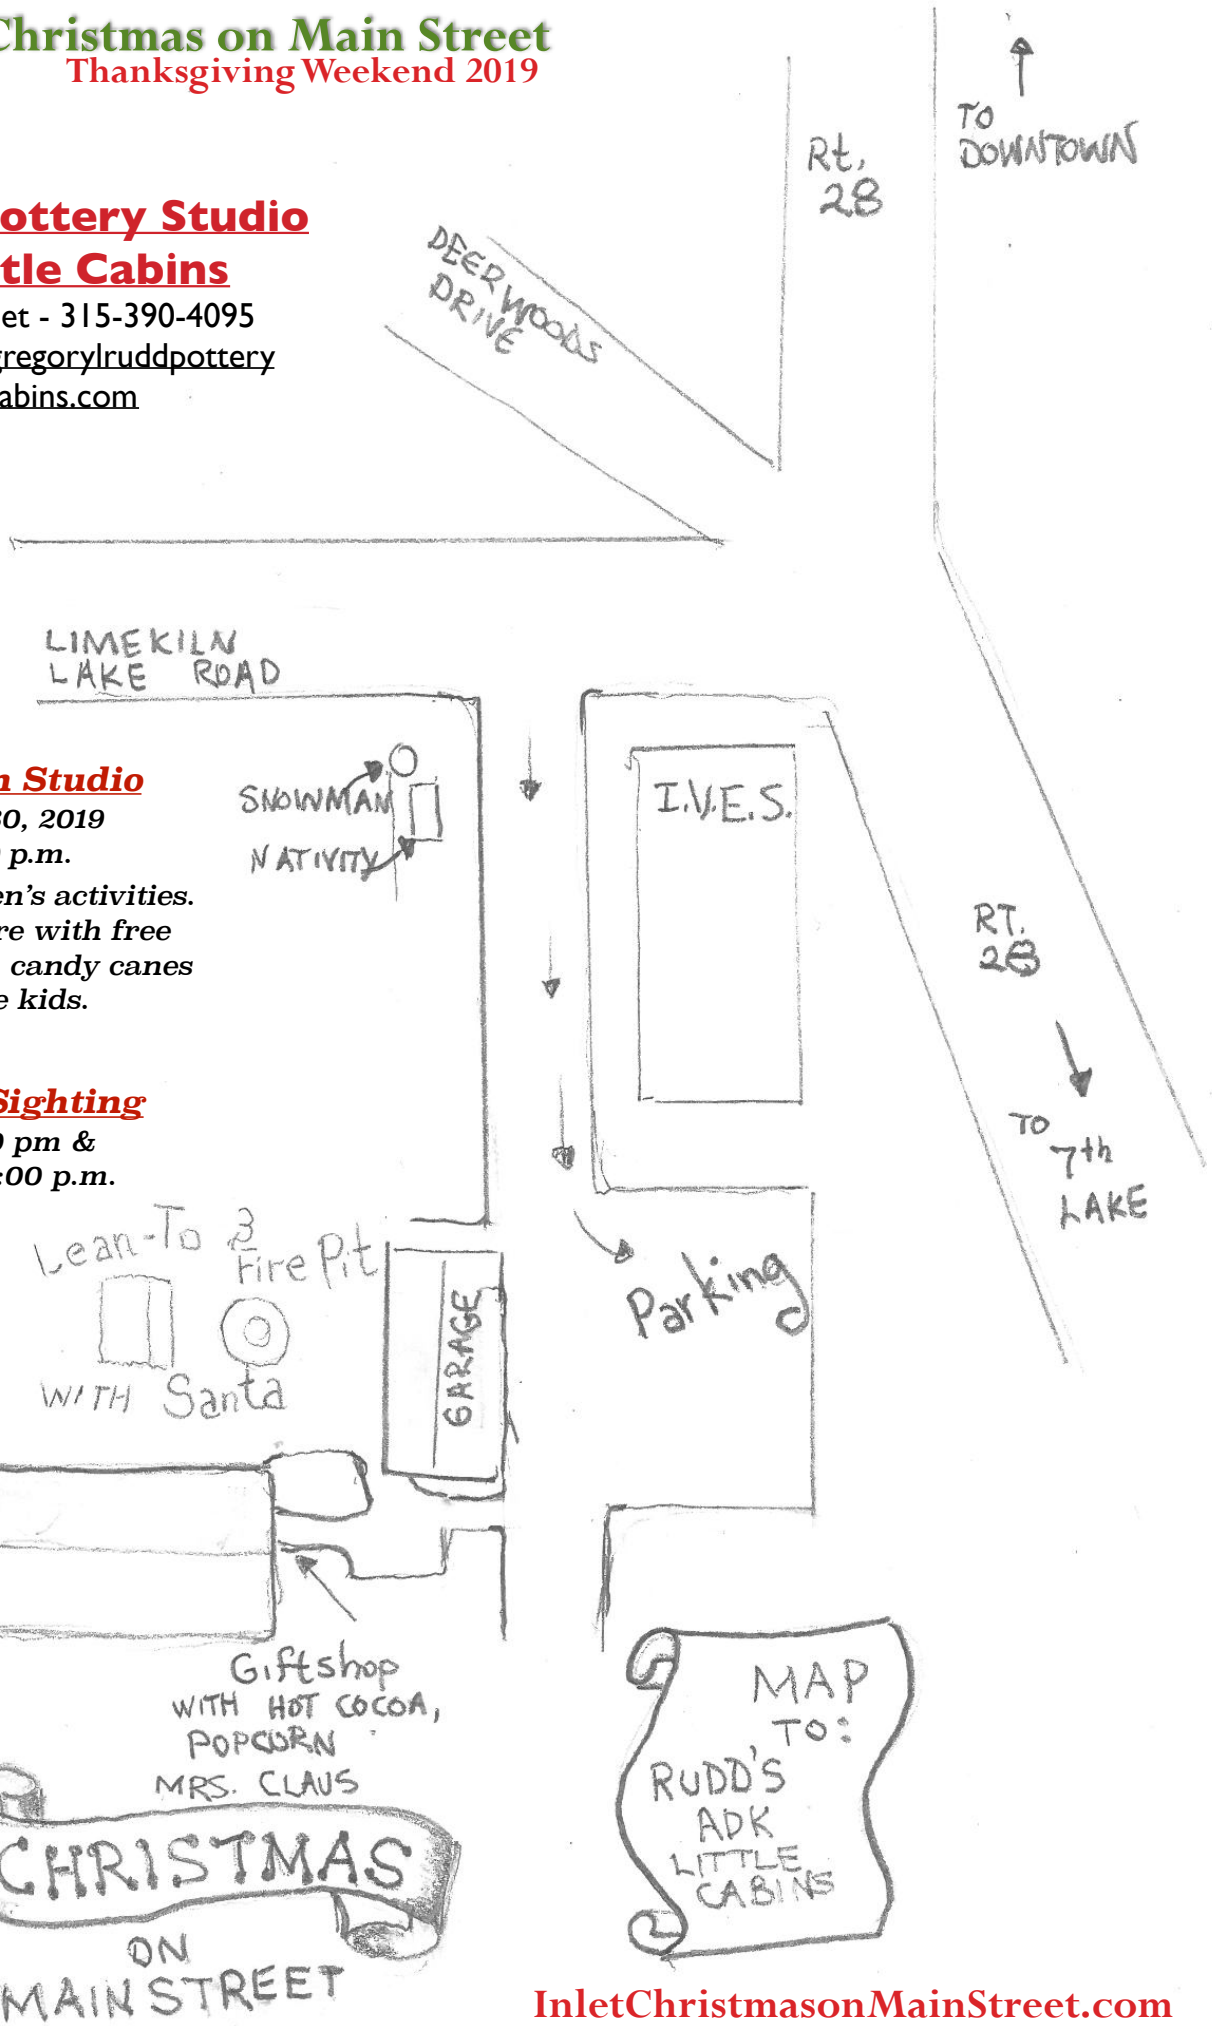 Christmas on Main Street
Thanksgiving Weekend 2019
Rt.
28
TO
DOWNTOWN
ottery Studio
tle Cabins
et - 315-390-4095
gregorylruddpottery
abins.com
DEERWOODS
DRIVE
LIMEKILN
LAKE ROAD
SNOWMAN
NATIVITY
I.V.E.S.
n Studio
30, 2019
p.m.
en's activities.
re with free
candy canes
e kids.
RT.
28
TO
7th
LAKE
Sighting
0 pm &
:00 p.m.
Lean-To &
Fire Pit
WITH Santa
GARAGE
Parking
Giftshop
WITH HOT COCOA,
POPCORN
MRS. CLAUS
CHRISTMAS
ON
MAIN STREET
MAP
TO:
RUDD'S
ADK
LITTLE
CABINS
InletChristmasonMainStreet.com